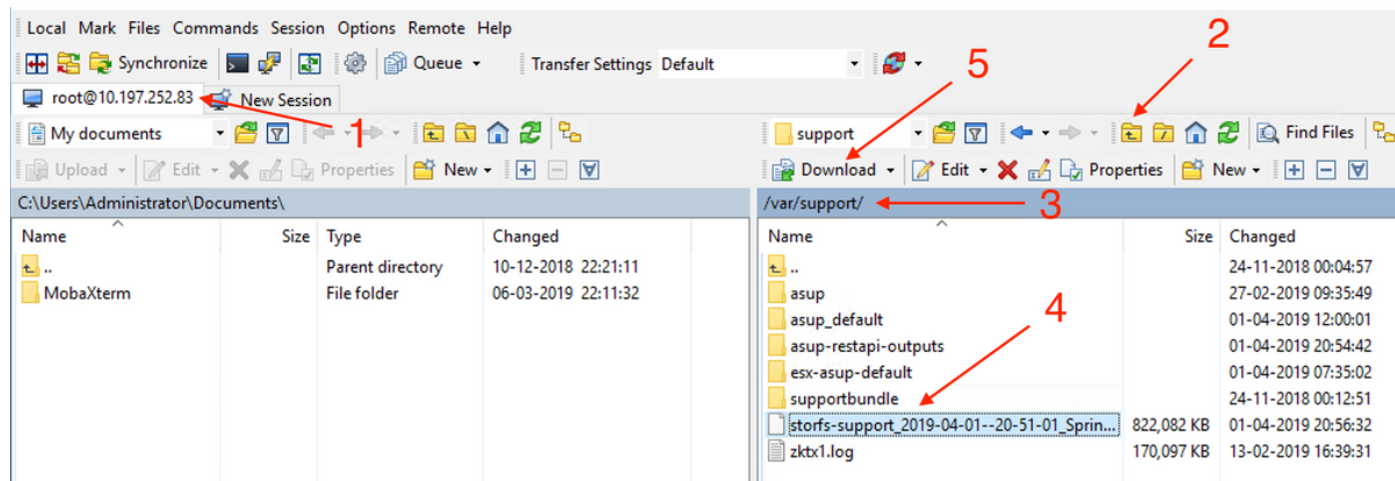 Local Mark Files Commands Session Options Remote Help
2
Synchronize Queue Transfer Settings Default
5
root@10.197.252.83 New Session
1
My documents support Find Files
Upload Edit Properties New Download Edit Properties New
C:\Users\Administrator\Documents\ /var/support/ 3
Name Size Type Changed Name Size Changed
.. Parent directory 10-12-2018 22:21:11 .. 24-11-2018 00:04:57
MobaXterm File folder 06-03-2019 22:11:32 asup 27-02-2019 09:35:49
4
asup_default 01-04-2019 12:00:01
asup-restapi-outputs 01-04-2019 20:54:42
esx-asup-default 01-04-2019 07:35:02
supportbundle 24-11-2018 00:12:51
storfs-support_2019-04-01--20-51-01_Sprin... 822,082 KB 01-04-2019 20:56:32
zktx1.log 170,097 KB 13-02-2019 16:39:31